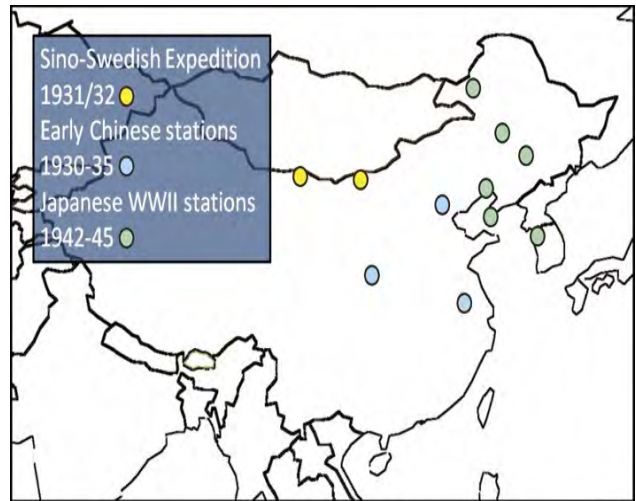 Sino-Swedish Expedition
1931/32
Early Chinese stations
1930-35
Japanese WWII stations
1942-45